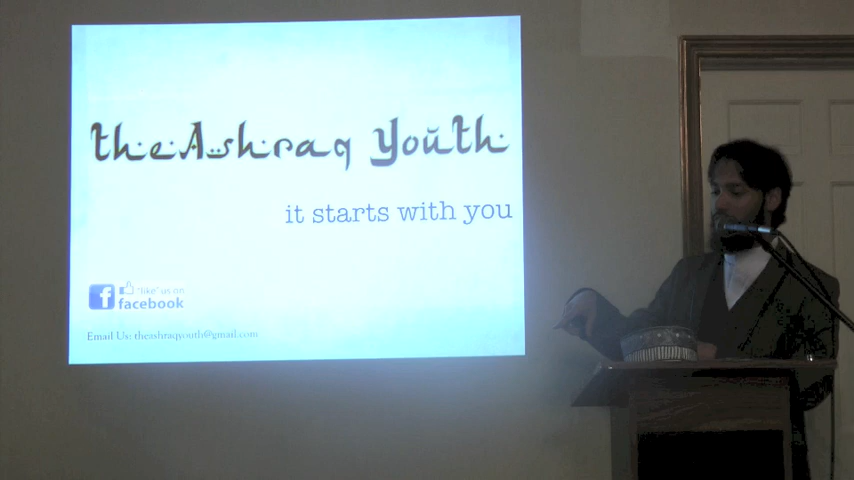 theAshraq Youth
it starts with you
"like" us on
facebook
Email Us: theashraqyouth@gmail.com